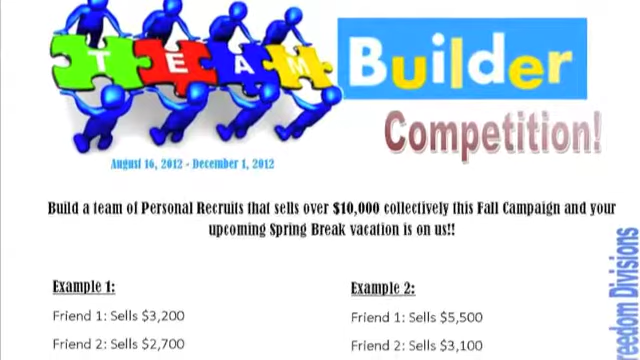 TEAM
Builder
Competition!
August 16, 2012 - December 1, 2012
Build a team of Personal Recruits that sells over $10,000 collectively this Fall Campaign and your
upcoming Spring Break vacation is on us!!
Example 1:
Friend 1: Sells $3,200
Friend 2: Sells $2,700
Example 2:
Friend 1: Sells $5,500
Friend 2: Sells $3,100
Divisions